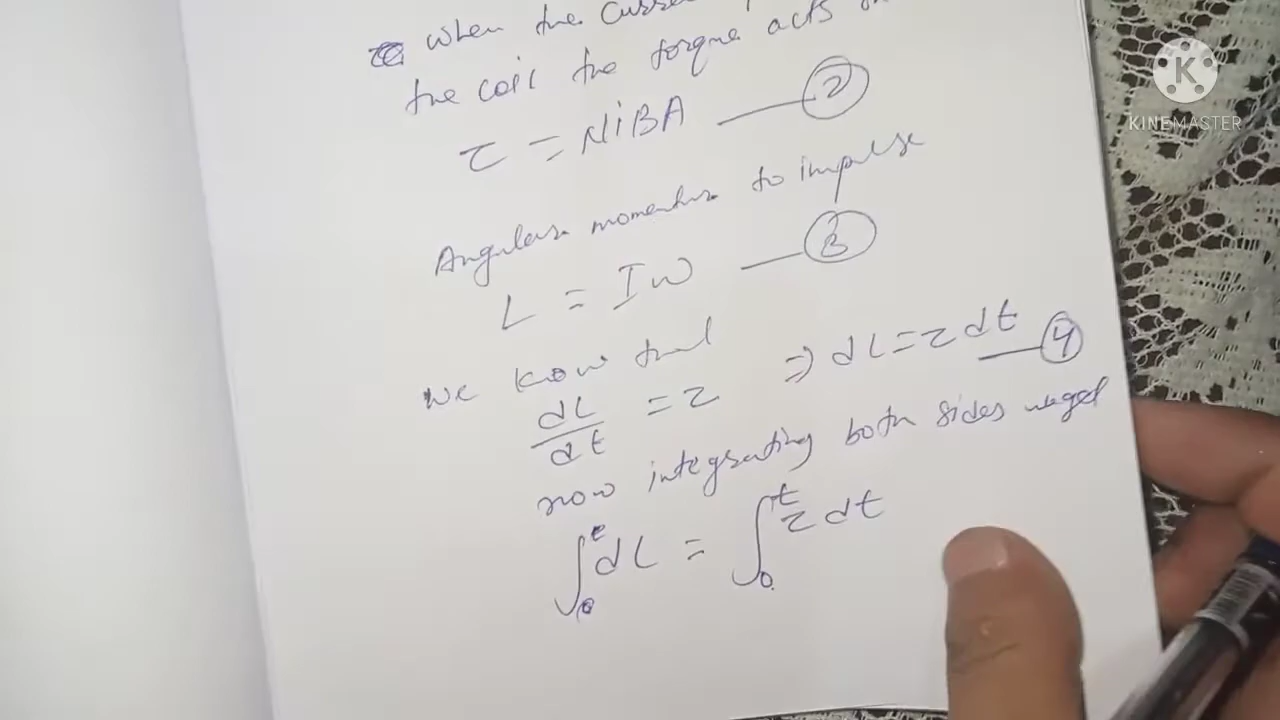 when the
the coil the torque acts
τ = NiBA — 2
Angular momentum to impulse
L = Iω — 3
we know that
dL/dt = τ ⇒ dL = τ dt — 4
now integrating both sides we get
∫₀ᵗ dL = ∫₀ᵗ τ dt
K
KINEMASTER